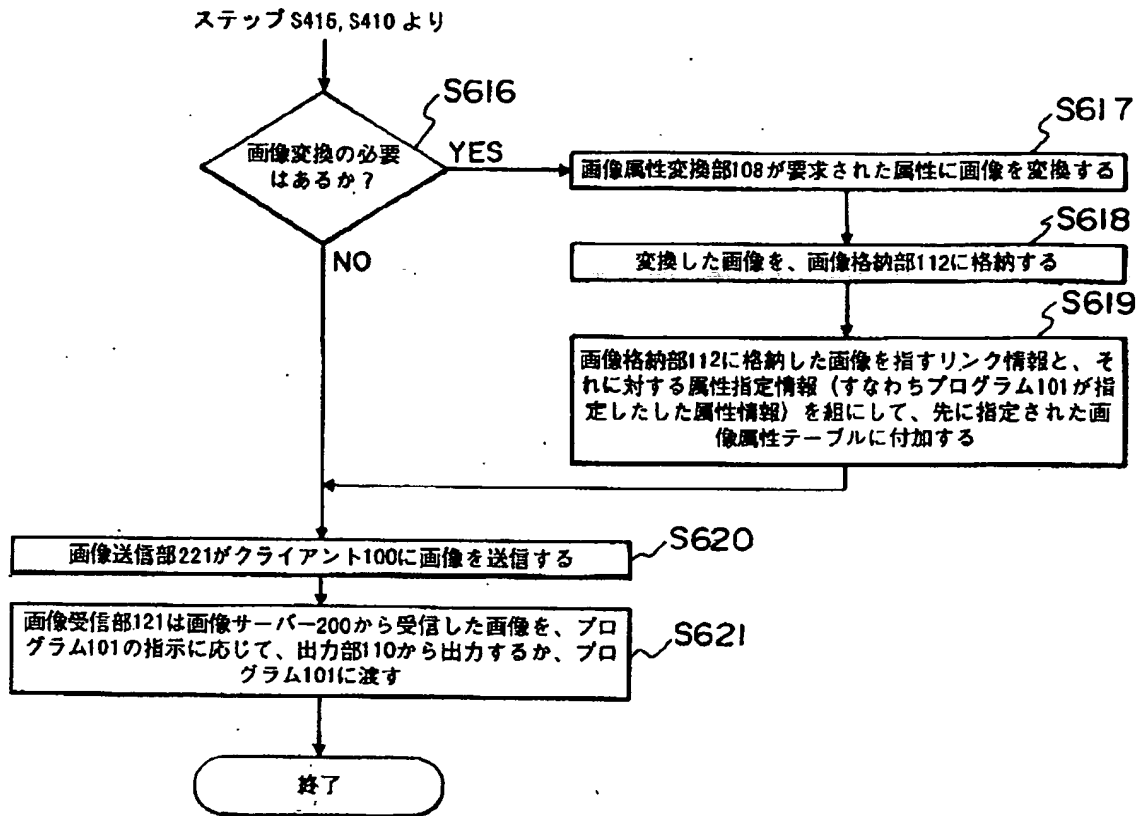 ステップS415,S410より
S616
画像変換の必要
はあるか？
YES
NO
S617
画像属性変換部108が要求された属性に画像を変換する
S618
変換した画像を、画像格納部112に格納する
S619
画像格納部112に格納した画像を指すリンク情報と、そ
れに対する属性指定情報（すなわちプログラム101が指
定したした属性情報）を組にして、先に指定された画
像属性テーブルに付加する
S620
画像送信部221がクライアント100に画像を送信する
画像受信部121は画像サーバー200から受信した画像を、プロ
グラム101の指示に応じて、出力部110から出力するか、プロ
グラム101に渡す
S621
終了